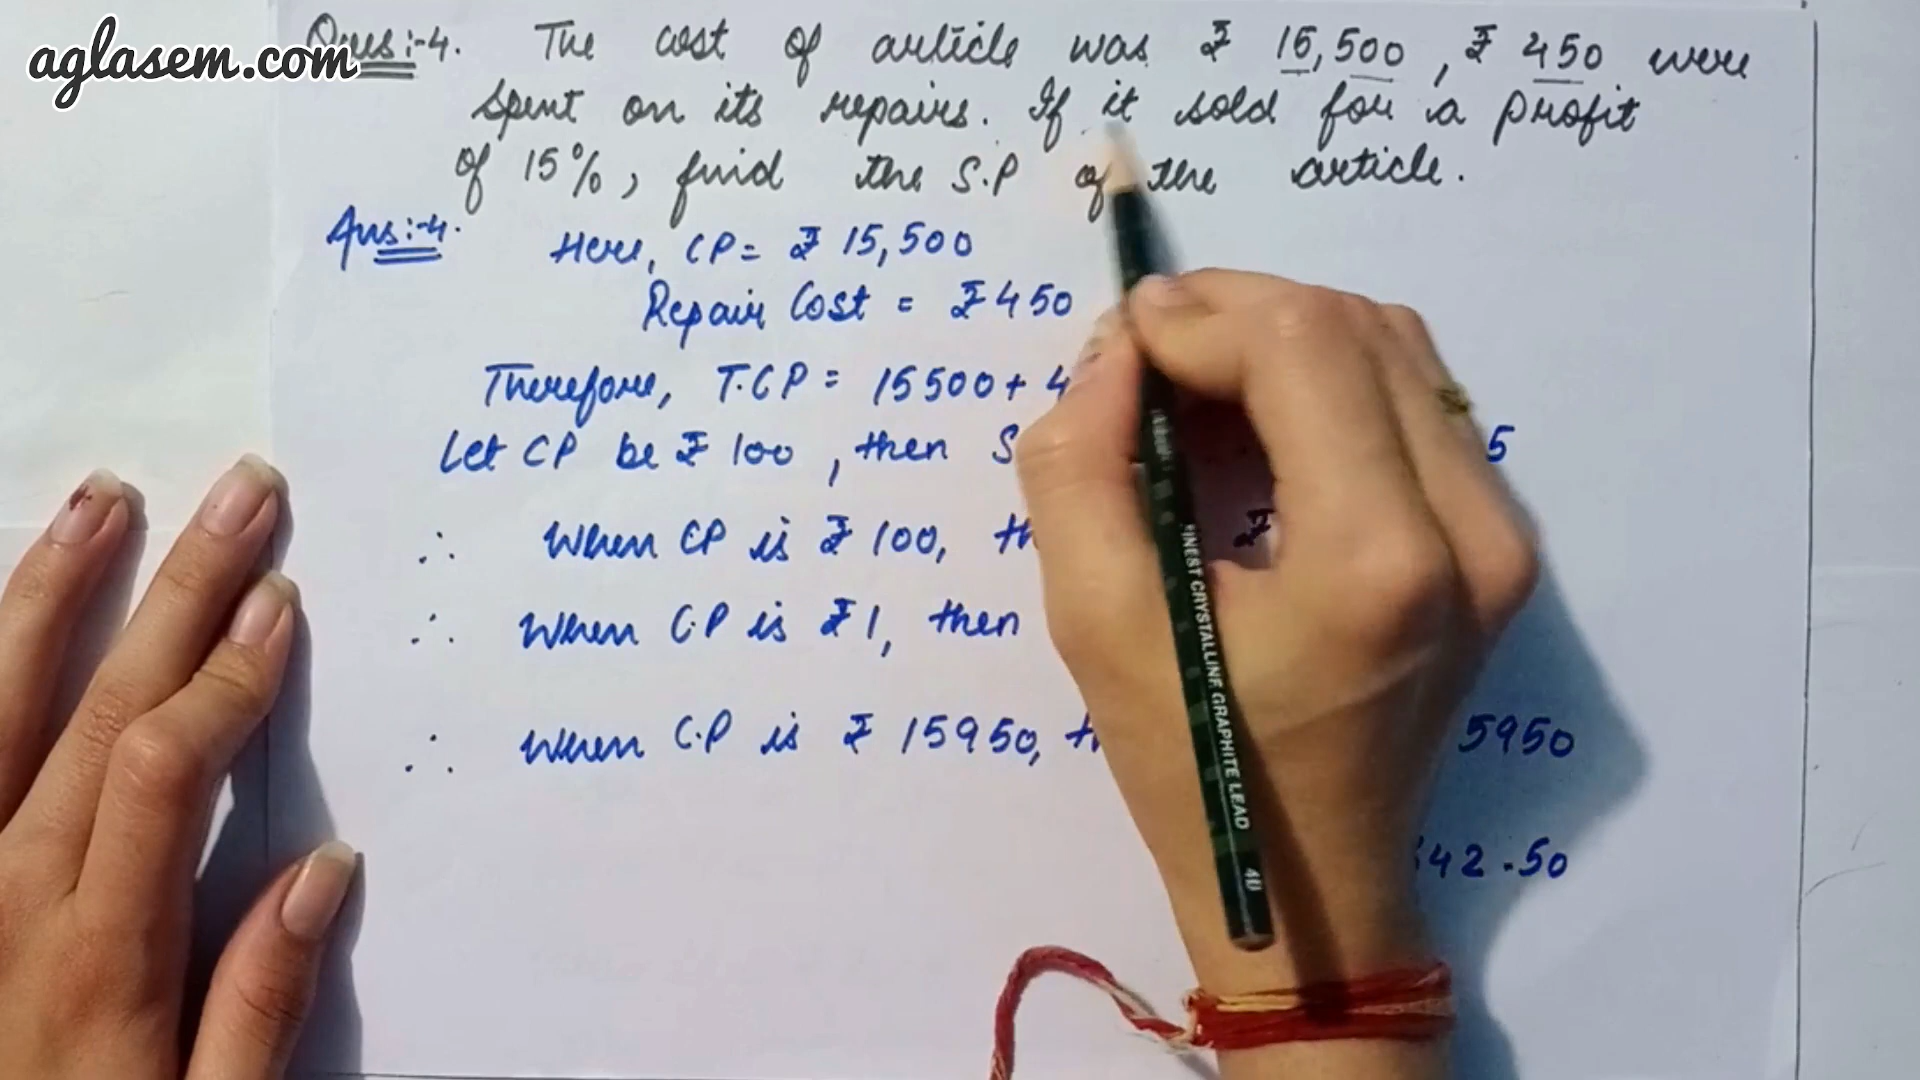 aglasem.com
Ques:-4. The cost of article was ₹ 15,500, ₹ 450 were
spent on its repairs. If it sold for a profit
of 15%, find the S.P of the article.
Ans:-4. Here, CP = ₹ 15,500
Repair Cost = ₹ 450
Therefore, T.CP = 15500 + 4
Let CP be ₹ 100, then S 5
∴ When CP is ₹ 100, th ₹
∴ When C.P is ₹ 1, then
∴ When C.P is ₹ 15950, th 5950
42.50
FINEST CRYSTALLINE GRAPHITE LEAD